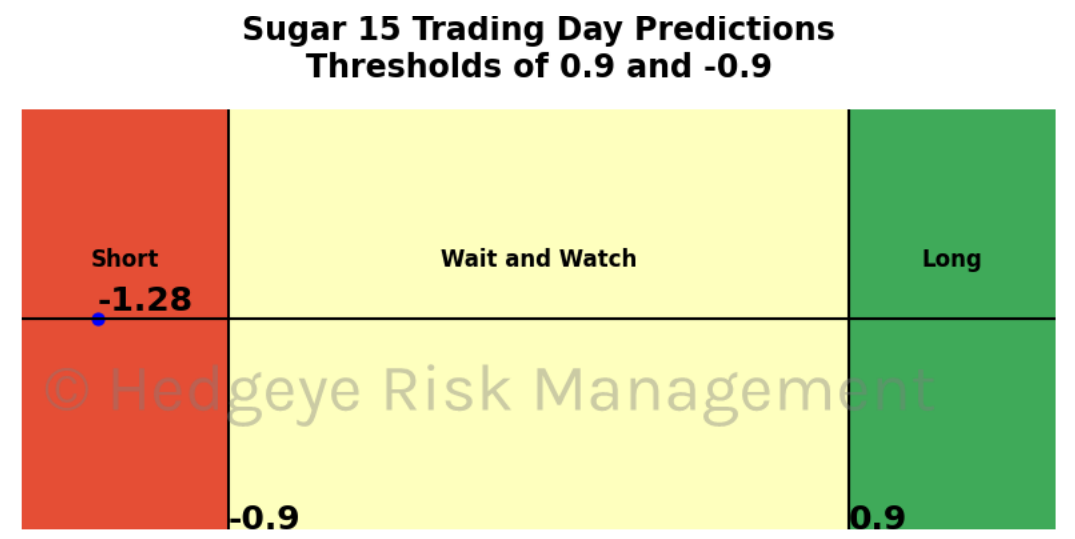 Sugar 15 Trading Day Predictions
Thresholds of 0.9 and -0.9
Short
Wait and Watch
Long
-1.28
© Hedgeye Risk Management
-0.9
0.9